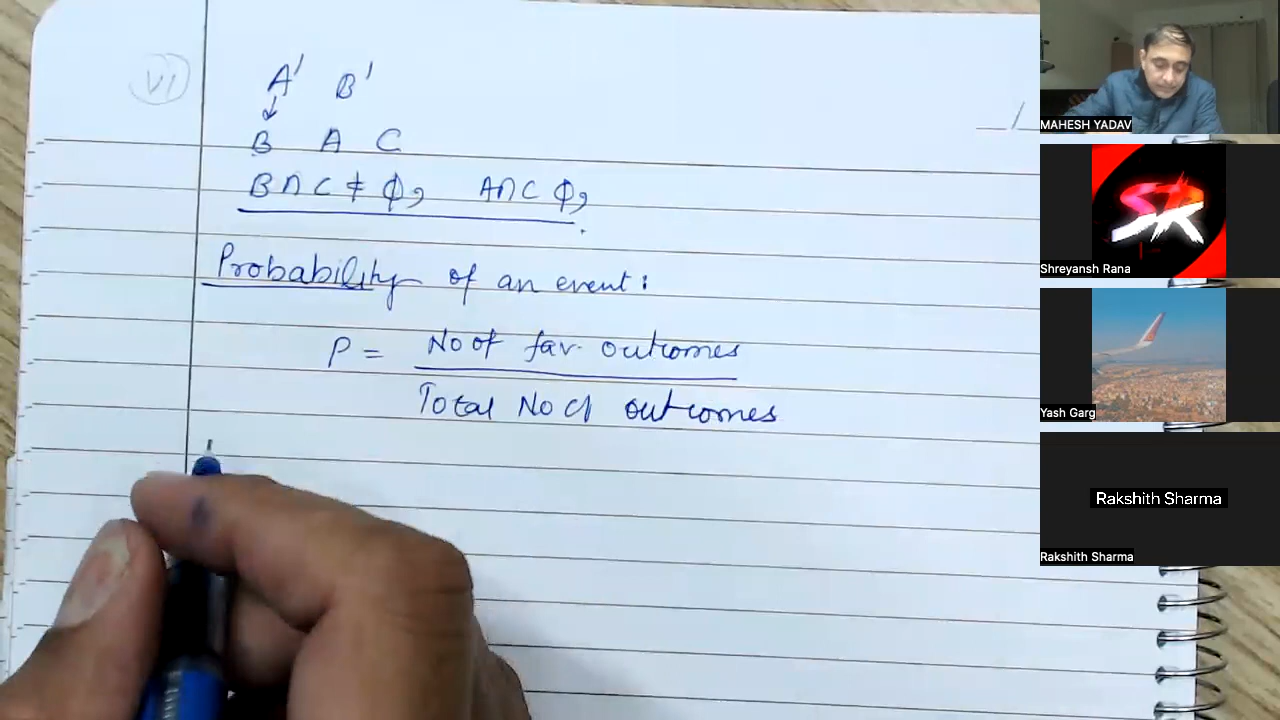 VI
A' B'
↓
B A C
B∩C ≠ ϕ, A∩C ϕ,
Probability of an event:
P = No of fav. outcomes
Total No of outcomes
MAHESH YADAV
SR
Shreyansh Rana
Yash Garg
Rakshith Sharma
Rakshith Sharma